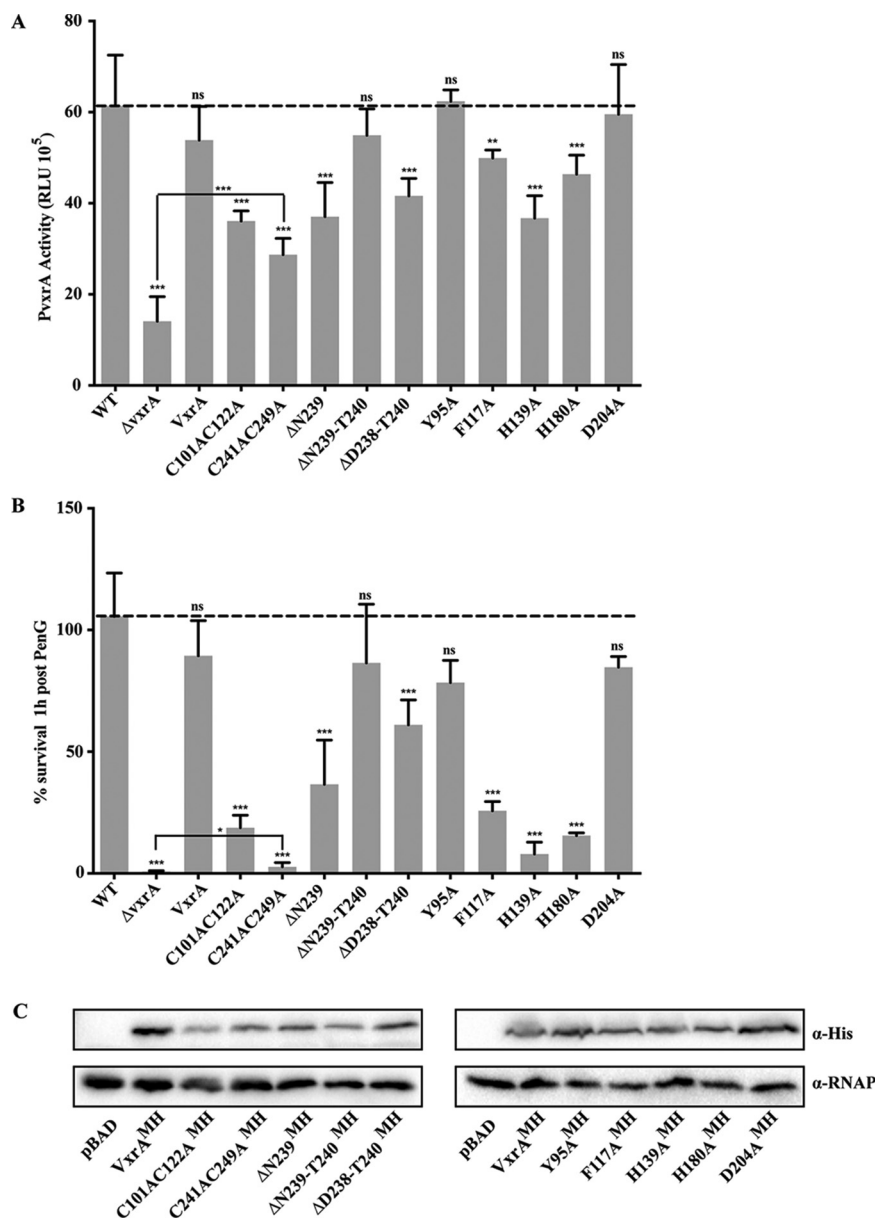 A
PvxrA Activity (RLU 10⁵)
80
60
40
20
0
ns
ns
ns
ns
**
***
***
***
***
***
***
***
***
WT
ΔvxrA
VxrA
C101AC122A
C241AC249A
ΔN239
ΔN239-T240
ΔD238-T240
Y95A
F117A
H139A
H180A
D204A
B
% survival 1h post PenG
150
100
50
0
ns
ns
ns
ns
***
***
*
***
***
***
***
***
***
***
WT
ΔvxrA
VxrA
C101AC122A
C241AC249A
ΔN239
ΔN239-T240
ΔD238-T240
Y95A
F117A
H139A
H180A
D204A
C
α-His
α-RNAP
pBAD
VxrA^MH
C101AC122A^MH
C241AC249A^MH
ΔN239^MH
ΔN239-T240^MH
ΔD238-T240^MH
pBAD
VxrA^MH
Y95A^MH
F117A^MH
H139A^MH
H180A^MH
D204A^MH